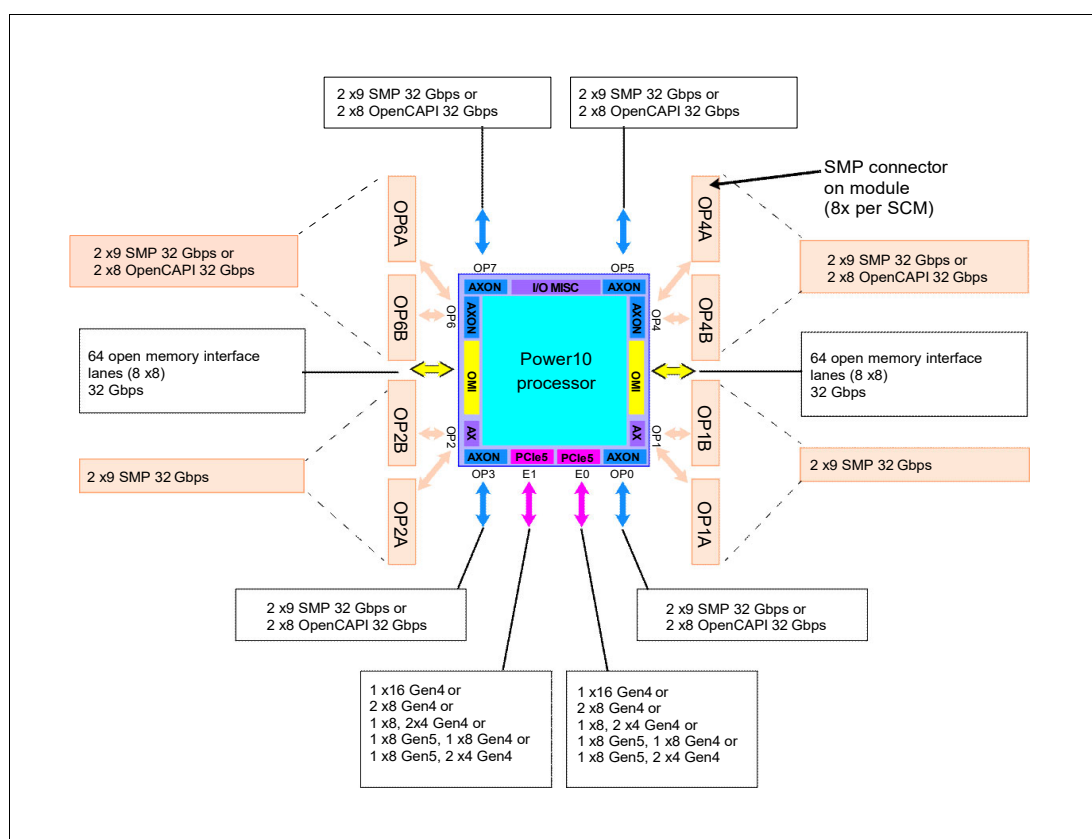 2 x9 SMP 32 Gbps or
2 x8 OpenCAPI 32 Gbps
2 x9 SMP 32 Gbps or
2 x8 OpenCAPI 32 Gbps
SMP connector
on module
(8x per SCM)
OP6A
OP4A
2 x9 SMP 32 Gbps or
2 x8 OpenCAPI 32 Gbps
2 x9 SMP 32 Gbps or
2 x8 OpenCAPI 32 Gbps
OP7
OP5
AXON
I/O MISC
AXON
OP6B
OP6
AXON
AXON
OP4
OP4B
64 open memory interface
lanes (8 x8)
32 Gbps
OMI
Power10
processor
OMI
64 open memory interface
lanes (8 x8)
32 Gbps
OP2B
OP2
AX
AX
OP1
OP1B
2 x9 SMP 32 Gbps
2 x9 SMP 32 Gbps
AXON
PCIe5
PCIe5
AXON
OP3
E1
E0
OP0
OP2A
OP1A
2 x9 SMP 32 Gbps or
2 x8 OpenCAPI 32 Gbps
2 x9 SMP 32 Gbps or
2 x8 OpenCAPI 32 Gbps
1 x16 Gen4 or
2 x8 Gen4 or
1 x8, 2x4 Gen4 or
1 x8 Gen5, 1 x8 Gen4 or
1 x8 Gen5, 2 x4 Gen4
1 x16 Gen4 or
2 x8 Gen4 or
1 x8, 2 x4 Gen4 or
1 x8 Gen5, 1 x8 Gen4 or
1 x8 Gen5, 2 x4 Gen4